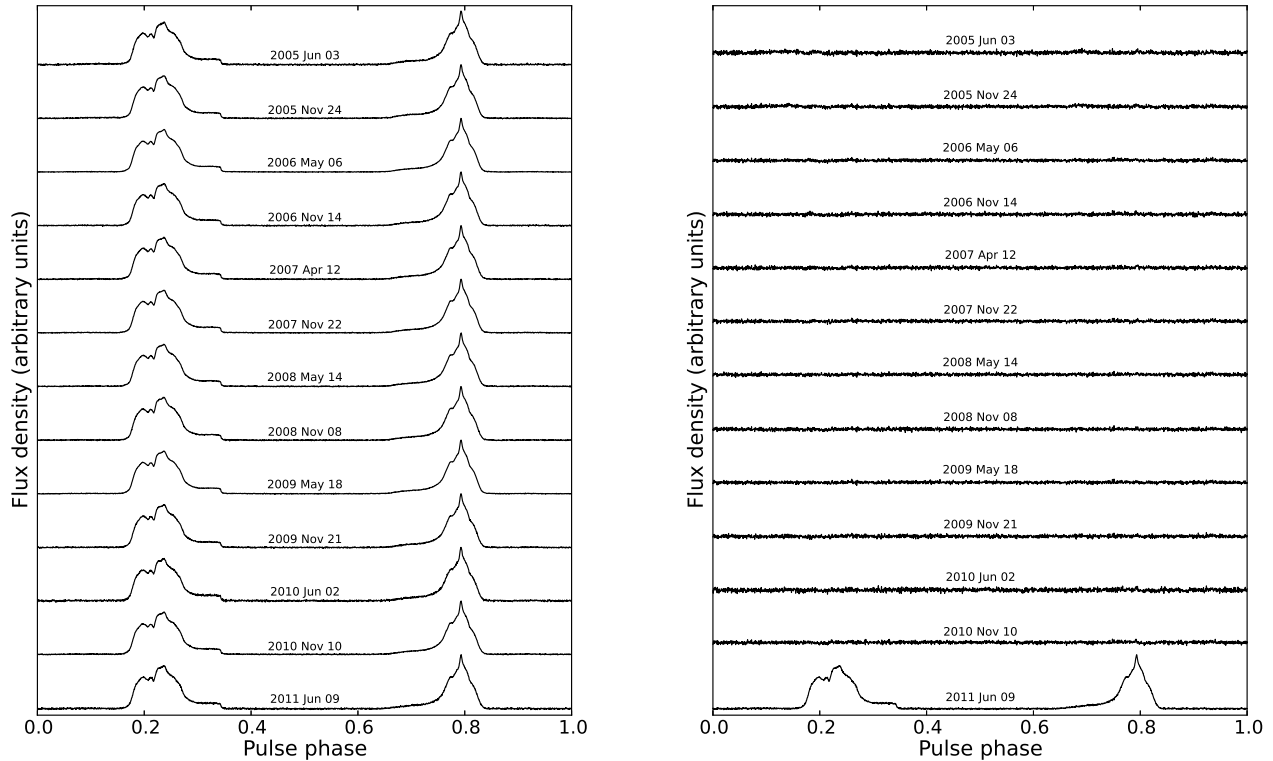 Flux density (arbitrary units)
2005 Jun 03
2005 Nov 24
2006 May 06
2006 Nov 14
2007 Apr 12
2007 Nov 22
2008 May 14
2008 Nov 08
2009 May 18
2009 Nov 21
2010 Jun 02
2010 Nov 10
2011 Jun 09
0.0 0.2 0.4 0.6 0.8 1.0
Pulse phase
Flux density (arbitrary units)
2005 Jun 03
2005 Nov 24
2006 May 06
2006 Nov 14
2007 Apr 12
2007 Nov 22
2008 May 14
2008 Nov 08
2009 May 18
2009 Nov 21
2010 Jun 02
2010 Nov 10
2011 Jun 09
0.0 0.2 0.4 0.6 0.8 1.0
Pulse phase